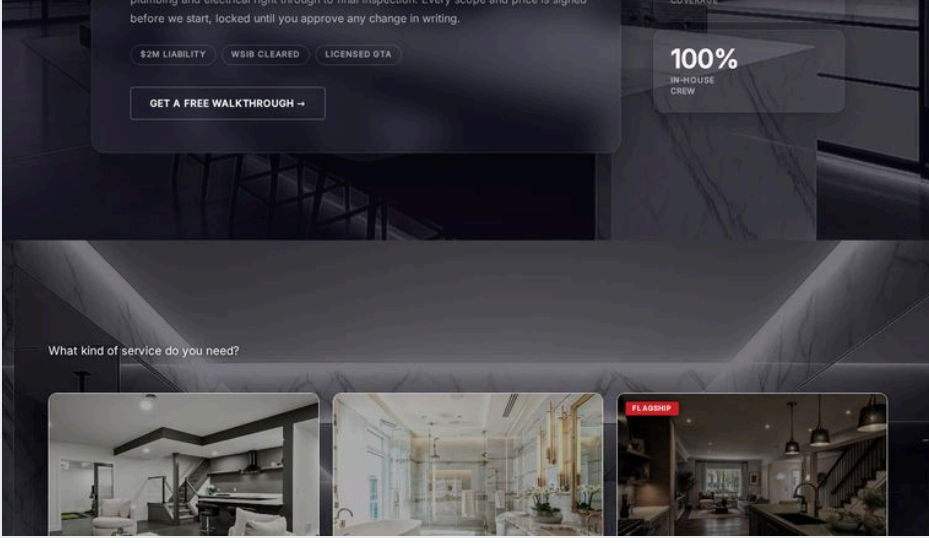 plumbing and electrical right through to final inspection. Every scope and price is signed
before we start, locked until you approve any change in writing.
COVERAGE
$2M LIABILITY
WSIB CLEARED
LICENSED GTA
100%
IN-HOUSE
CREW
GET A FREE WALKTHROUGH →
What kind of service do you need?
FLAGSHIP